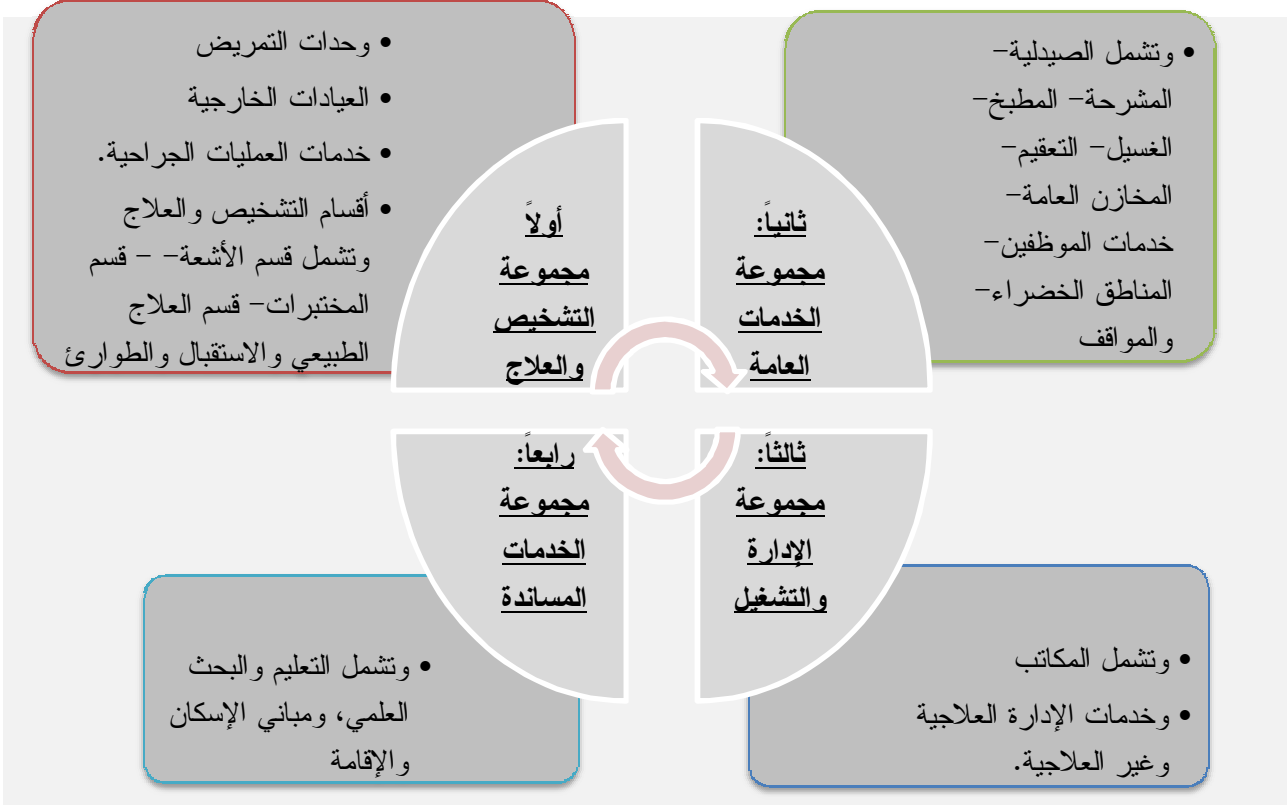 أولاً
مجموعة
التشخيص
والعلاج
• وحدات التمريض
• العيادات الخارجية
• خدمات العمليات الجراحية.
• أقسام التشخيص والعلاج
وتشمل قسم الأشعة- - قسم
المختبرات- قسم العلاج
الطبيعي والاستقبال والطوارئ
ثانياً:
مجموعة
الخدمات
العامة
• وتشمل الصيدلية-
المشرحة- المطبخ-
الغسيل- التعقيم-
المخازن العامة-
خدمات الموظفين-
المناطق الخضراء-
والمواقف
ثالثاً:
مجموعة
الإدارة
والتشغيل
• وتشمل المكاتب
• وخدمات الإدارة العلاجية
وغير العلاجية.
رابعاً:
مجموعة
الخدمات
المساندة
• وتشمل التعليم والبحث
العلمي، ومباني الإسكان
والإقامة